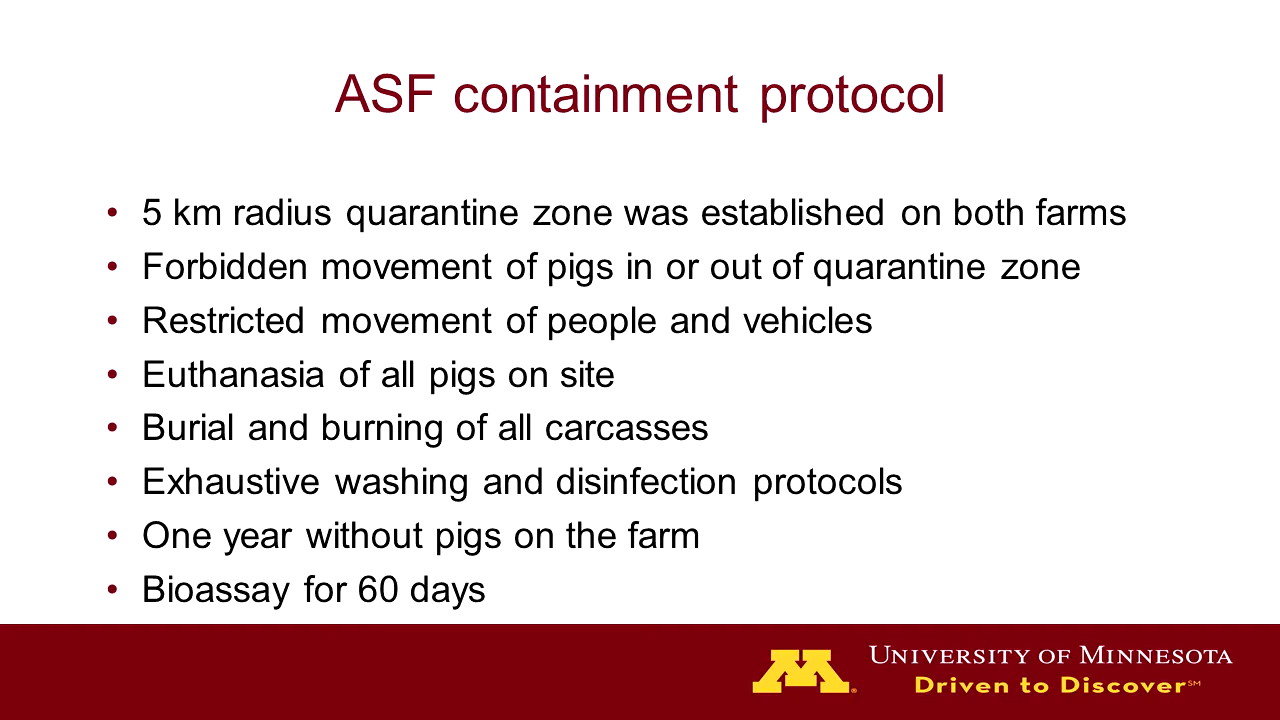 ASF containment protocol
• 5 km radius quarantine zone was established on both farms
• Forbidden movement of pigs in or out of quarantine zone
• Restricted movement of people and vehicles
• Euthanasia of all pigs on site
• Burial and burning of all carcasses
• Exhaustive washing and disinfection protocols
• One year without pigs on the farm
• Bioassay for 60 days
M®
UNIVERSITY OF MINNESOTA
Driven to Discover℠